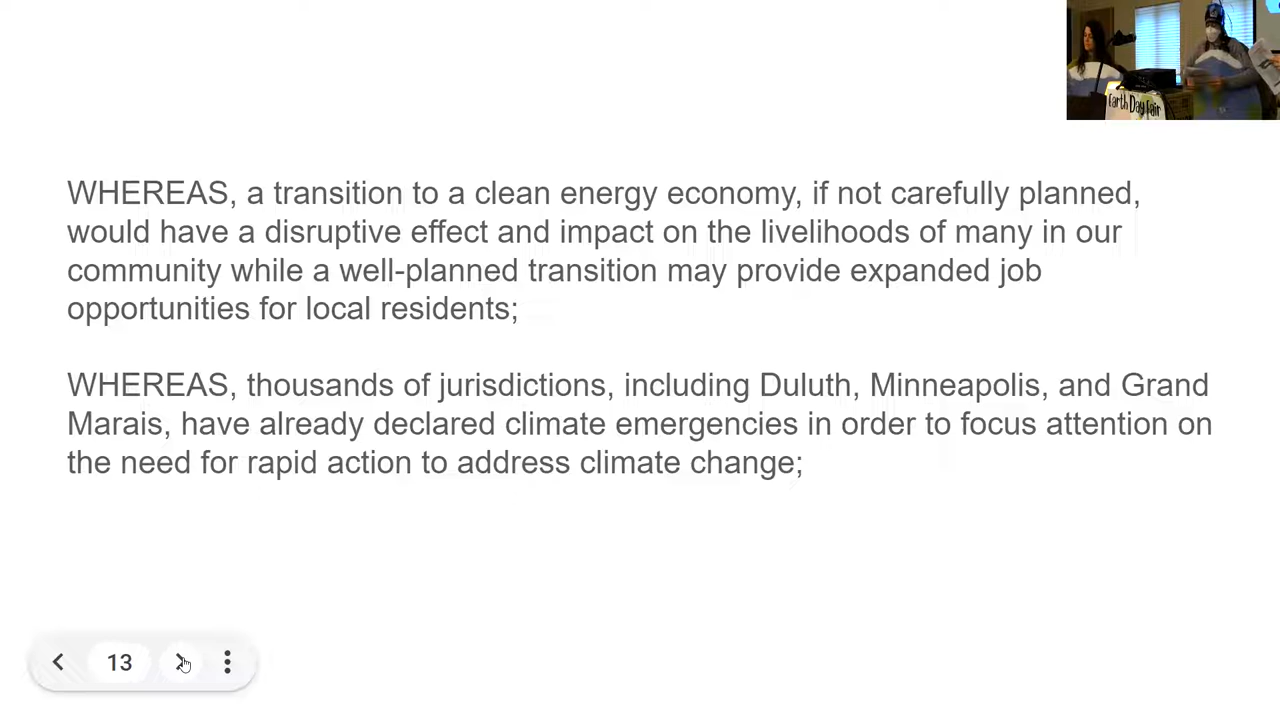 Earth Day Fair
WHEREAS, a transition to a clean energy economy, if not carefully planned,
would have a disruptive effect and impact on the livelihoods of many in our
community while a well-planned transition may provide expanded job
opportunities for local residents;
WHEREAS, thousands of jurisdictions, including Duluth, Minneapolis, and Grand
Marais, have already declared climate emergencies in order to focus attention on
the need for rapid action to address climate change;
13